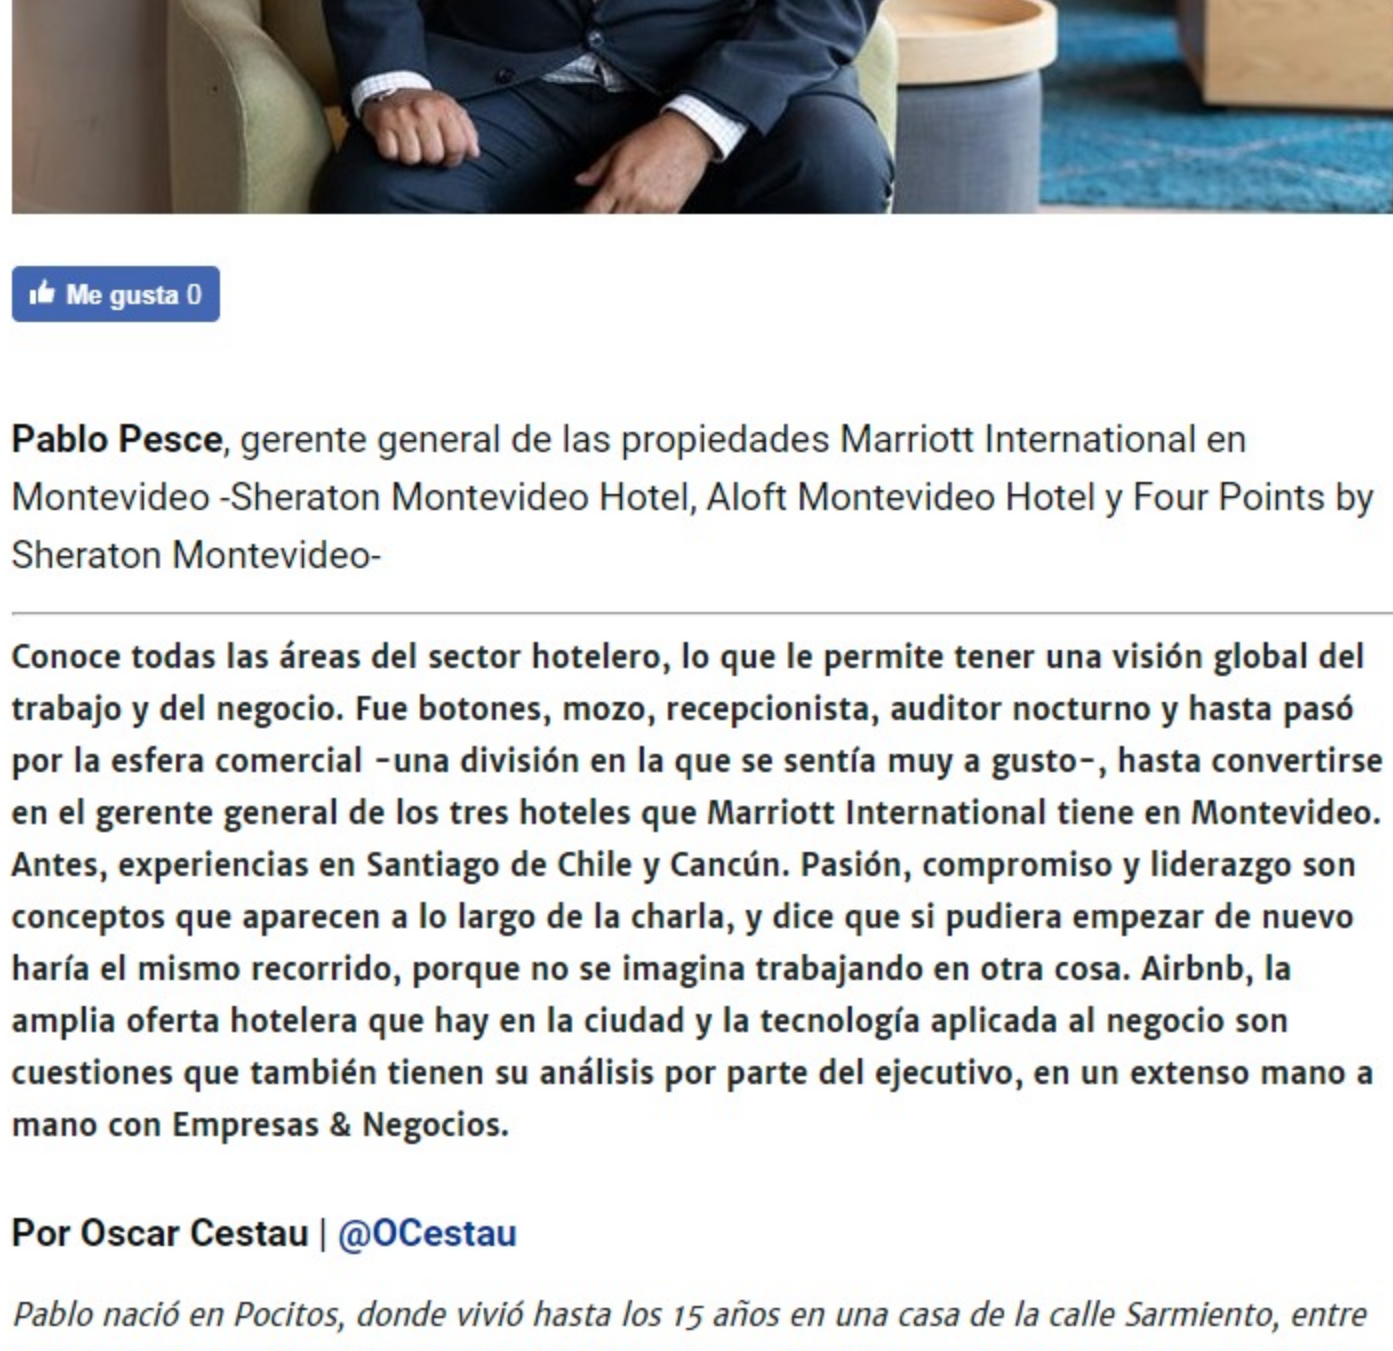 Me gusta 0
Pablo Pesce, gerente general de las propiedades Marriott International en
Montevideo -Sheraton Montevideo Hotel, Aloft Montevideo Hotel y Four Points by
Sheraton Montevideo-
Conoce todas las áreas del sector hotelero, lo que le permite tener una visión global del
trabajo y del negocio. Fue botones, mozo, recepcionista, auditor nocturno y hasta pasó
por la esfera comercial –una división en la que se sentía muy a gusto–, hasta convertirse
en el gerente general de los tres hoteles que Marriott International tiene en Montevideo.
Antes, experiencias en Santiago de Chile y Cancún. Pasión, compromiso y liderazgo son
conceptos que aparecen a lo largo de la charla, y dice que si pudiera empezar de nuevo
haría el mismo recorrido, porque no se imagina trabajando en otra cosa. Airbnb, la
amplia oferta hotelera que hay en la ciudad y la tecnología aplicada al negocio son
cuestiones que también tienen su análisis por parte del ejecutivo, en un extenso mano a
mano con Empresas & Negocios.
Por Oscar Cestau | @OCestau
Pablo nació en Pocitos, donde vivió hasta los 15 años en una casa de la calle Sarmiento, entre